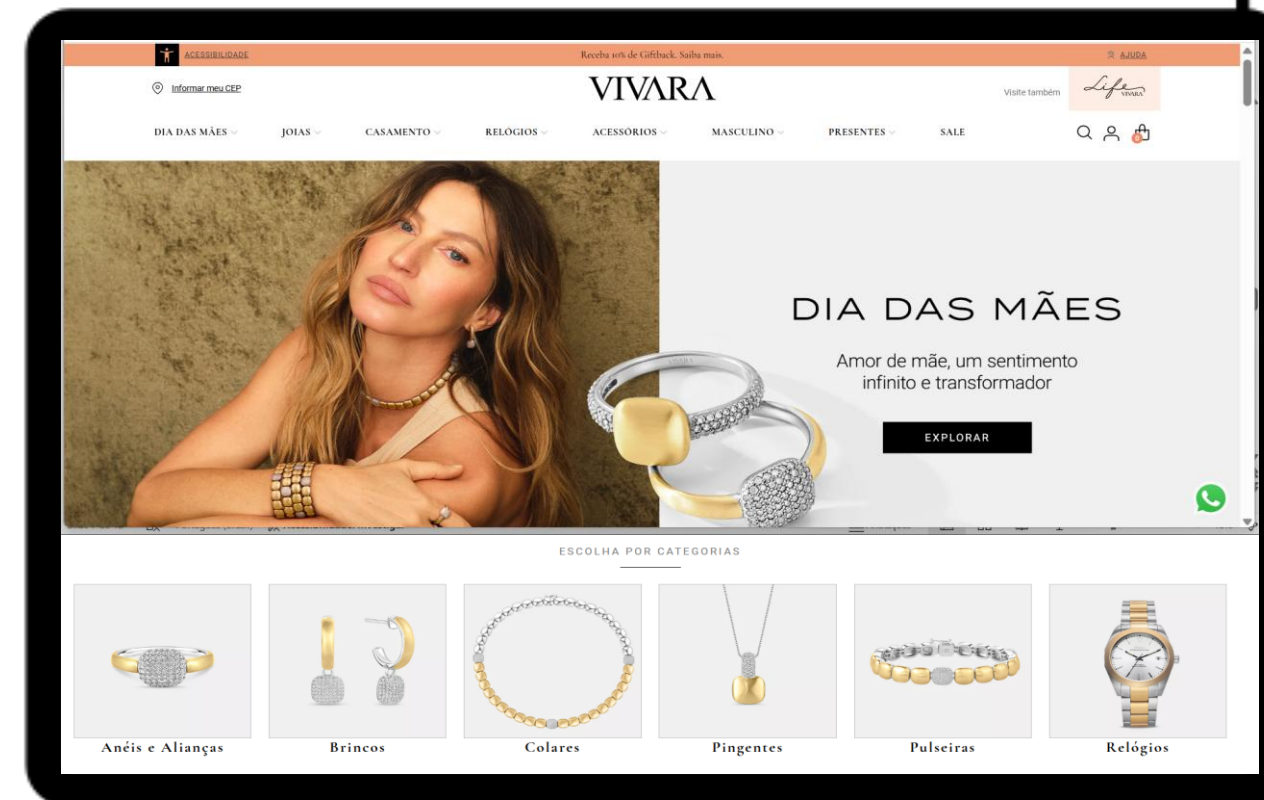 ACESSIBILIDADE
Receba 10% de Giftback. Saiba mais.
AJUDA
Informar meu CEP
VIVARA
Visite também
Life
VIVARA
DIA DAS MÃES
JOIAS
CASAMENTO
RELÓGIOS
ACESSÓRIOS
MASCULINO
PRESENTES
SALE
0
DIA DAS MÃES
Amor de mãe, um sentimento
infinito e transformador
EXPLORAR
VIVARA
ESCOLHA POR CATEGORIAS
Anéis e Alianças
Brincos
Colares
Pingentes
Pulseiras
Relógios